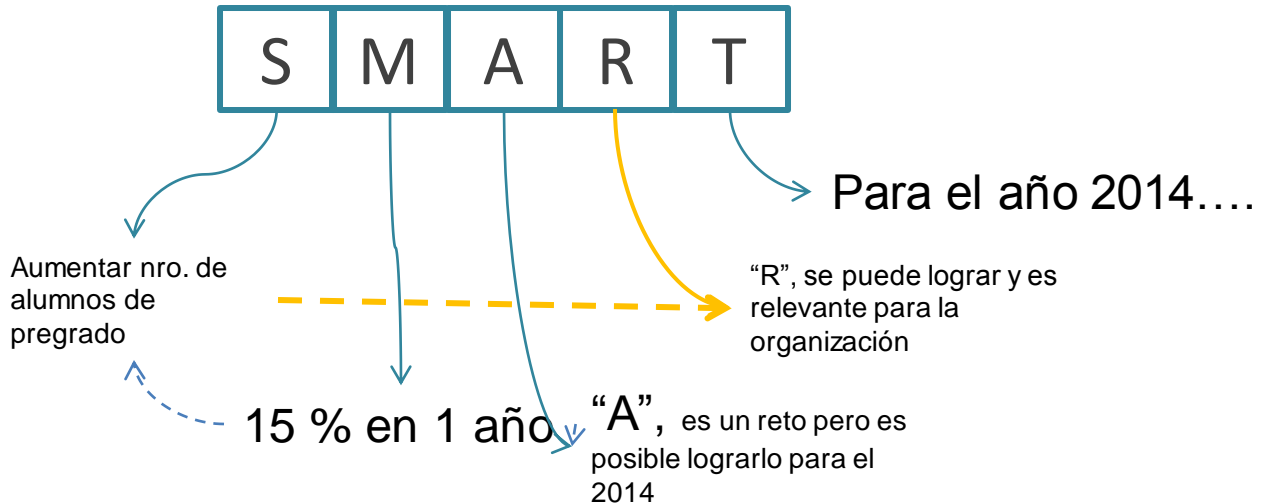 S M A R T
Para el año 2014....
Aumentar nro. de
alumnos de
pregrado
“R”, se puede lograr y es
relevante para la
organización
15 % en 1 año
“A”, es un reto pero es
posible lograrlo para el
2014